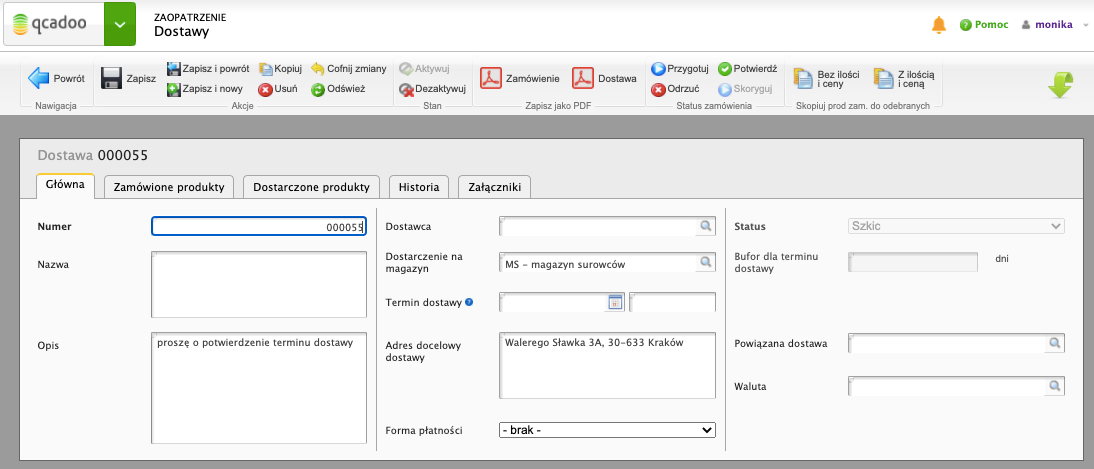 qcadoo
ZAOPATRZENIE
Dostawy
Pomoc
monika
Powrót
Nawigacja
Zapisz
Zapisz i powrót
Kopiuj
Cofnij zmiany
Zapisz i nowy
Usuń
Odśwież
Akcje
Aktywuj
Dezaktywuj
Stan
Zamówienie
Dostawa
Zapisz jako PDF
Przygotuj
Potwierdź
Odrzuć
Skoryguj
Status zamówienia
Bez ilości
i ceny
Z ilością
i ceną
Skopiuj prod zam. do odebranych
Dostawa 000055
Główna
Zamówione produkty
Dostarczone produkty
Historia
Załączniki
Numer
000055
Nazwa
Opis
proszę o potwierdzenie terminu dostawy
Dostawca
Dostarczenie na
magazyn
MS - magazyn surowców
Termin dostawy
Adres docelowy
dostawy
Walerego Sławka 3A, 30-633 Kraków
Forma płatności
- brak -
Status
Szkic
Bufor dla terminu
dostawy
dni
Powiązana dostawa
Waluta